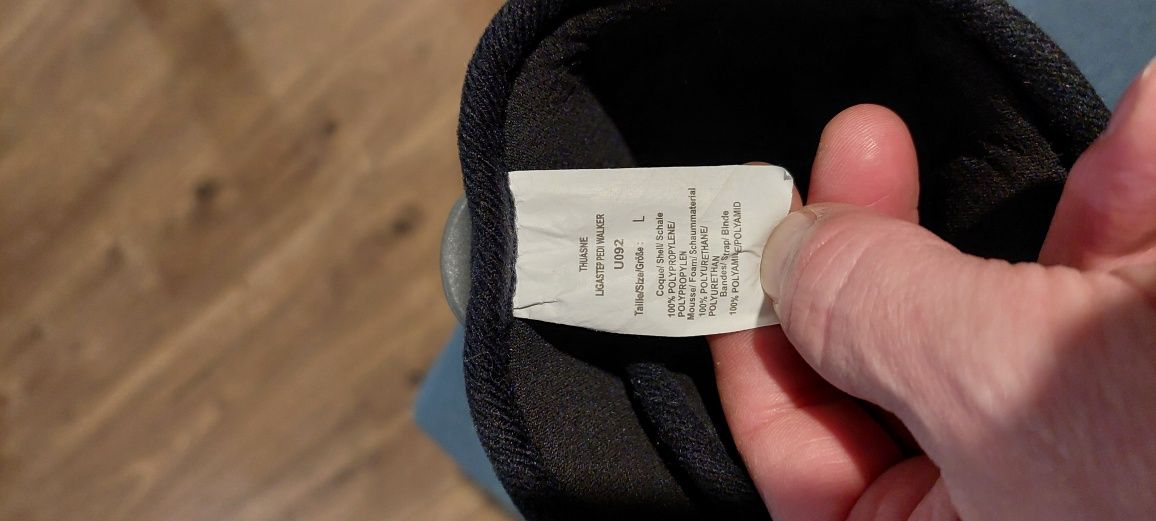 THUASNE
LIGASTEP PEDI WALKER
U092
Taille/Size/Größe : L
Coque/ Shell/ Schale
100% POLYPROPYLENE/
POLYPROPYLEN
Mousse/ Foam/ Schaummaterial
100% POLYURETHANE/
POLYURETHAN
Bandes/ Strap/ Binde
100% POLYAMIDE/POLYAMID